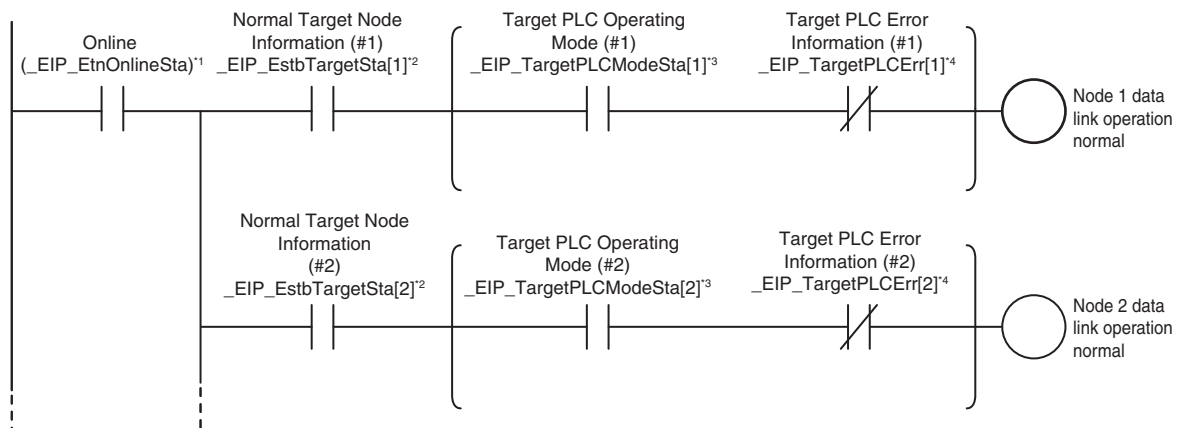 Online
(_EIP_EtnOnlineSta)*1
Normal Target Node
Information (#1)
_EIP_EstbTargetSta[1]*2
Target PLC Operating
Mode (#1)
_EIP_TargetPLCModeSta[1]*3
Target PLC Error
Information (#1)
_EIP_TargetPLCErr[1]*4
Node 1 data
link operation
normal
Normal Target Node
Information
(#2)
_EIP_EstbTargetSta[2]*2
Target PLC Operating
Mode (#2)
_EIP_TargetPLCModeSta[2]*3
Target PLC Error
Information (#2)
_EIP_TargetPLCErr[2]*4
Node 2 data
link operation
normal